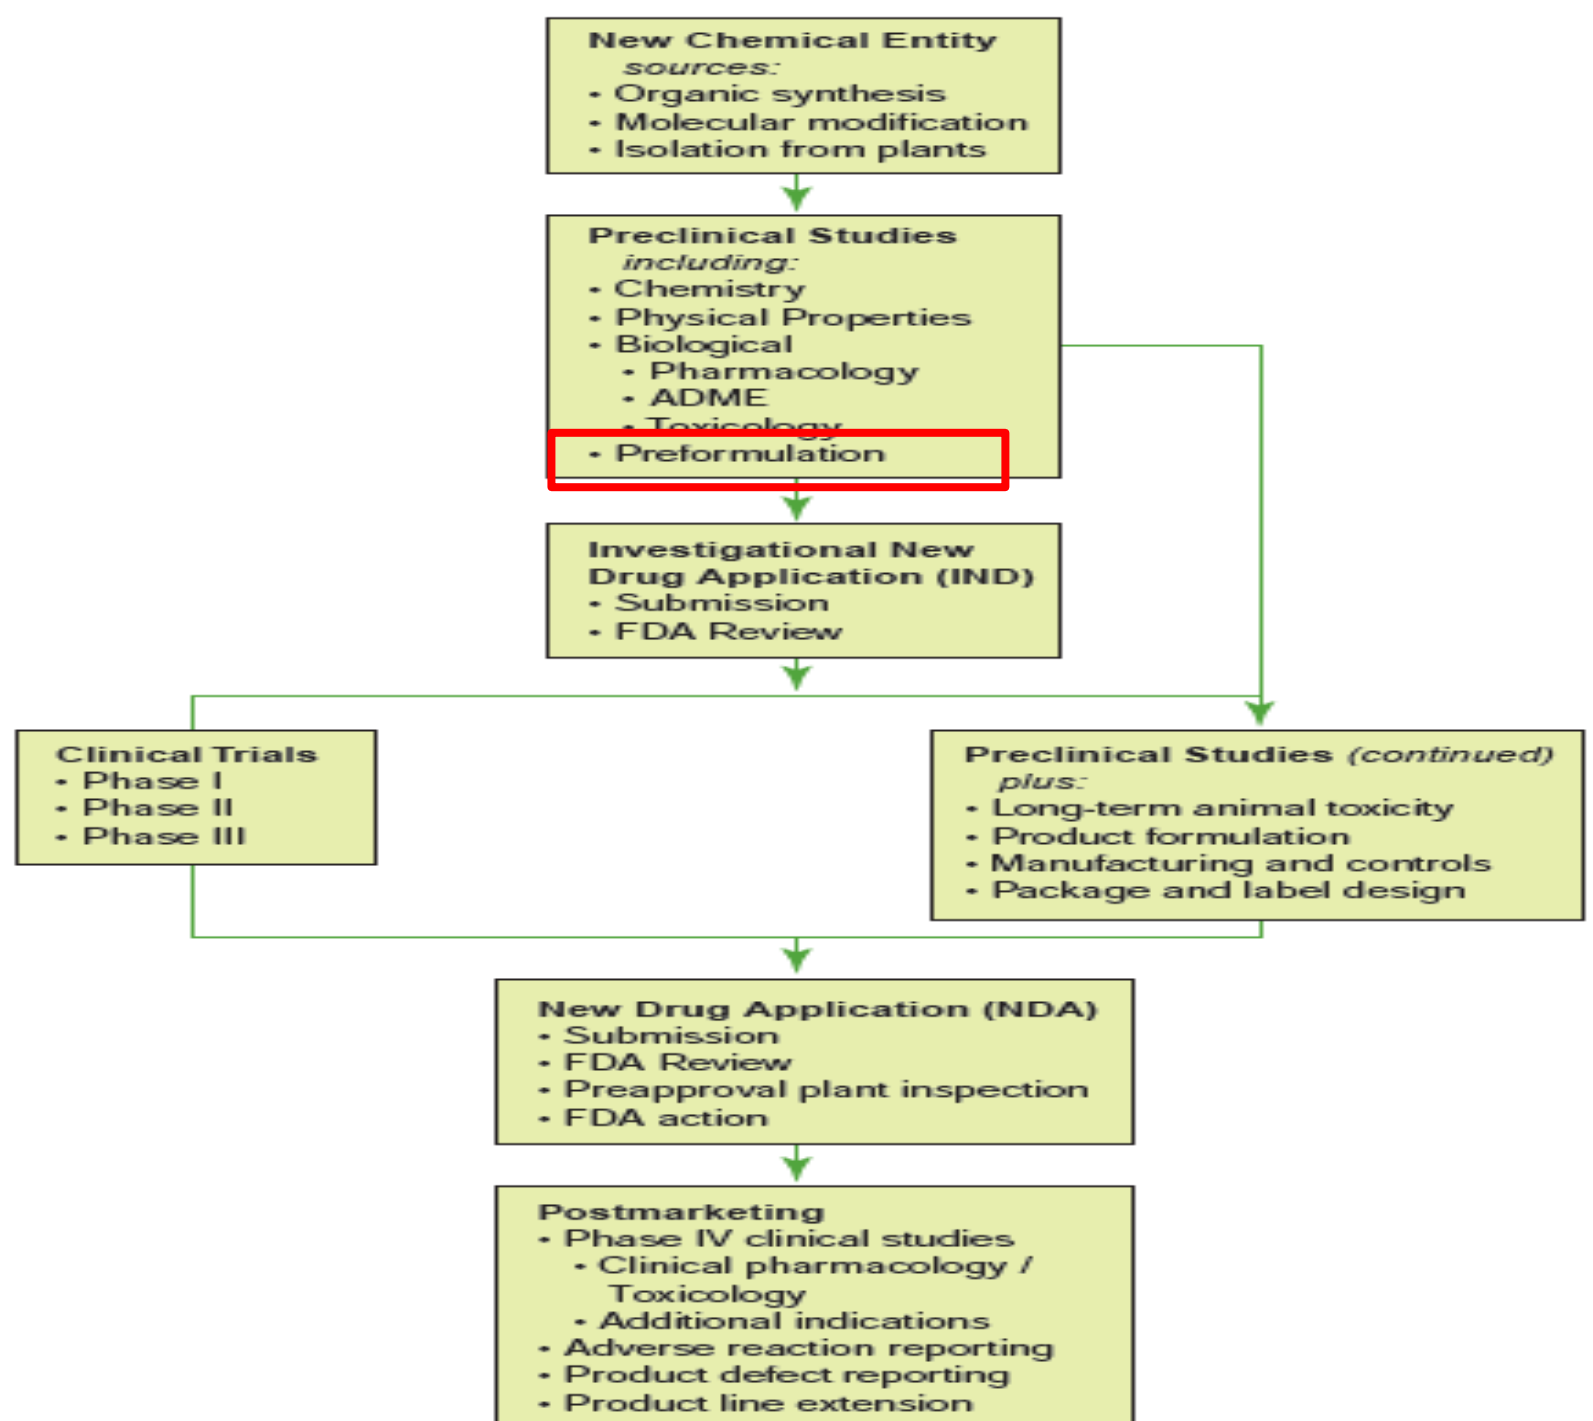 New Chemical Entity
sources:
• Organic synthesis
• Molecular modification
• Isolation from plants
Preclinical Studies
including:
• Chemistry
• Physical Properties
• Biological
• Pharmacology
• ADME
• Toxicology
• Preformulation
Investigational New
Drug Application (IND)
• Submission
• FDA Review
Clinical Trials
• Phase I
• Phase II
• Phase III
Preclinical Studies (continued)
plus:
• Long-term animal toxicity
• Product formulation
• Manufacturing and controls
• Package and label design
New Drug Application (NDA)
• Submission
• FDA Review
• Preapproval plant inspection
• FDA action
Postmarketing
• Phase IV clinical studies
• Clinical pharmacology /
Toxicology
• Additional indications
• Adverse reaction reporting
• Product defect reporting
• Product line extension